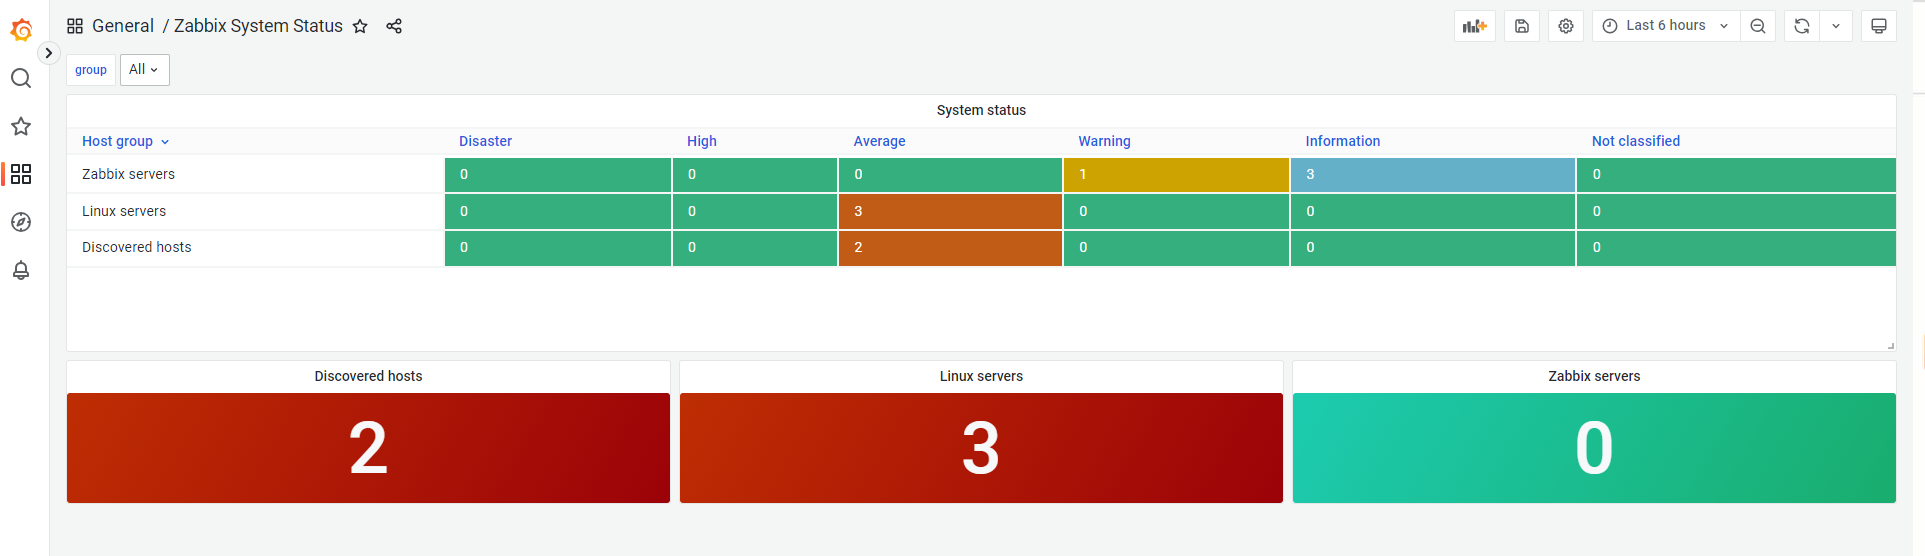 General / Zabbix System Status
Last 6 hours
group All
System status
Host group Disaster High Average Warning Information Not classified
Zabbix servers 0 0 0 1 3 0
Linux servers 0 0 3 0 0 0
Discovered hosts 0 0 2 0 0 0
Discovered hosts Linux servers Zabbix servers
2 3 0